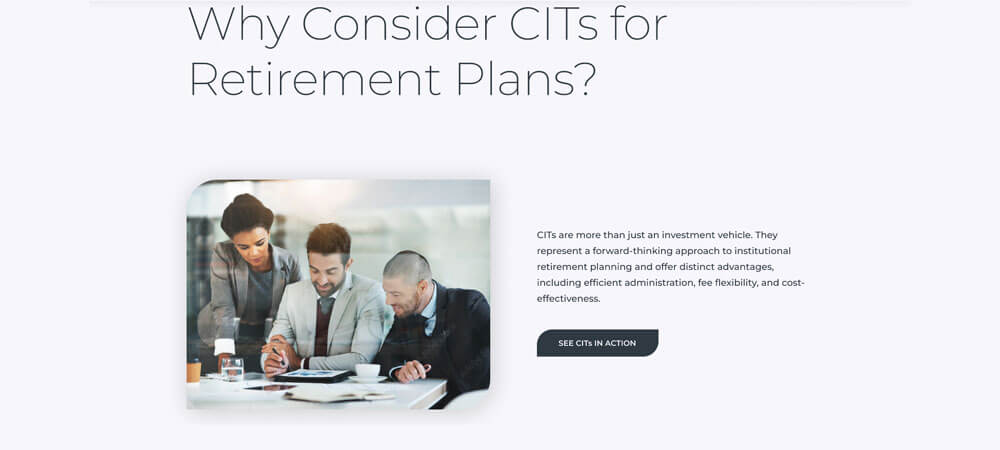 Why Consider CITs for
Retirement Plans?
CITs are more than just an investment vehicle. They
represent a forward-thinking approach to institutional
retirement planning and offer distinct advantages,
including efficient administration, fee flexibility, and cost-
effectiveness.
SEE CITs IN ACTION